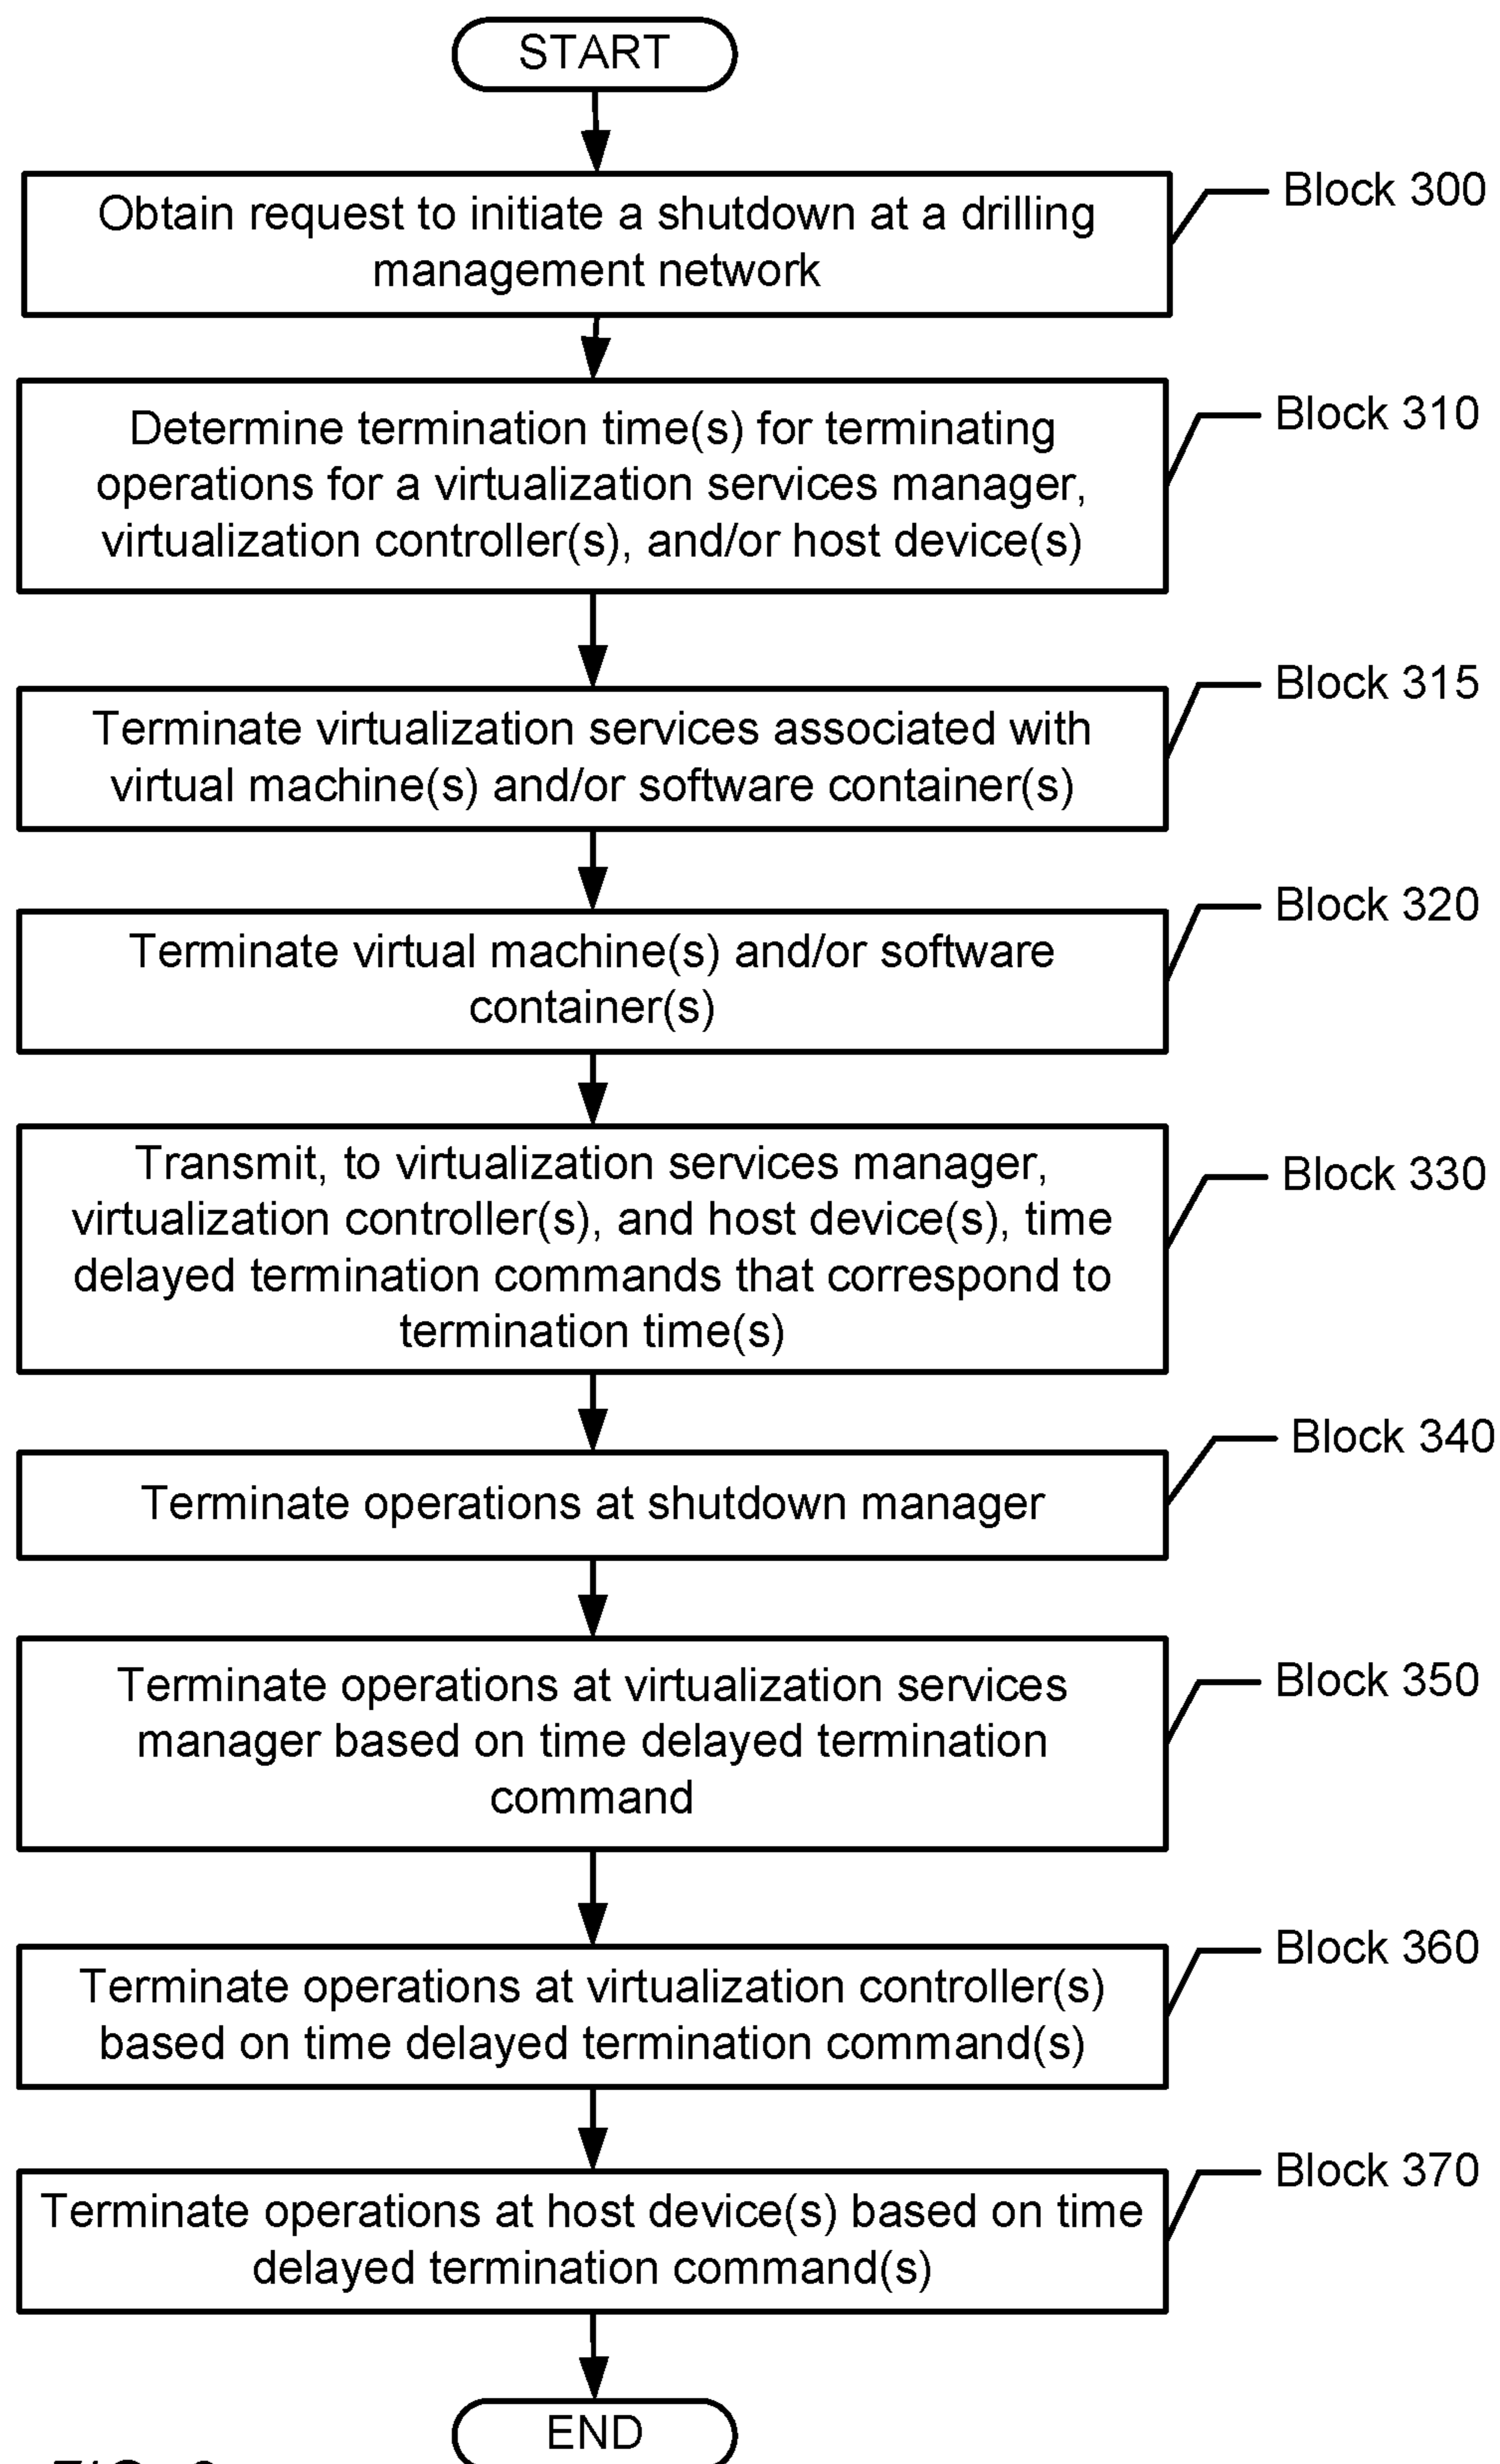 START
Obtain request to initiate a shutdown at a drilling
management network
Block 300
Determine termination time(s) for terminating
operations for a virtualization services manager,
virtualization controller(s), and/or host device(s)
Block 310
Terminate virtualization services associated with
virtual machine(s) and/or software container(s)
Block 315
Terminate virtual machine(s) and/or software
container(s)
Block 320
Transmit, to virtualization services manager,
virtualization controller(s), and host device(s), time
delayed termination commands that correspond to
termination time(s)
Block 330
Terminate operations at shutdown manager
Block 340
Terminate operations at virtualization services
manager based on time delayed termination
command
Block 350
Terminate operations at virtualization controller(s)
based on time delayed termination command(s)
Block 360
Terminate operations at host device(s) based on time
delayed termination command(s)
Block 370
END